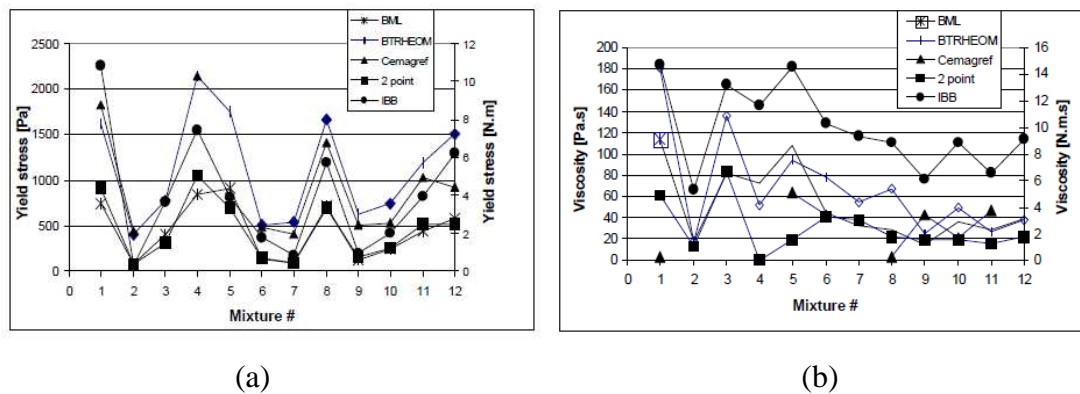 BML
BTRHEOM
Cemagref
2 point
IBB
2500
2000
1500
1000
500
0
12
10
8
6
4
2
0
Yield stress [Pa]
Yield stress [N.m]
0 1 2 3 4 5 6 7 8 9 10 11 12
Mixture #
(a)
BML
BTRHEOM
Cemagref
2 point
IBB
200
180
160
140
120
100
80
60
40
20
0
16
14
12
10
8
6
4
2
0
Viscosity [Pa.s]
Viscosity [N.m.s]
0 1 2 3 4 5 6 7 8 9 10 11 12
Mixture #
(b)